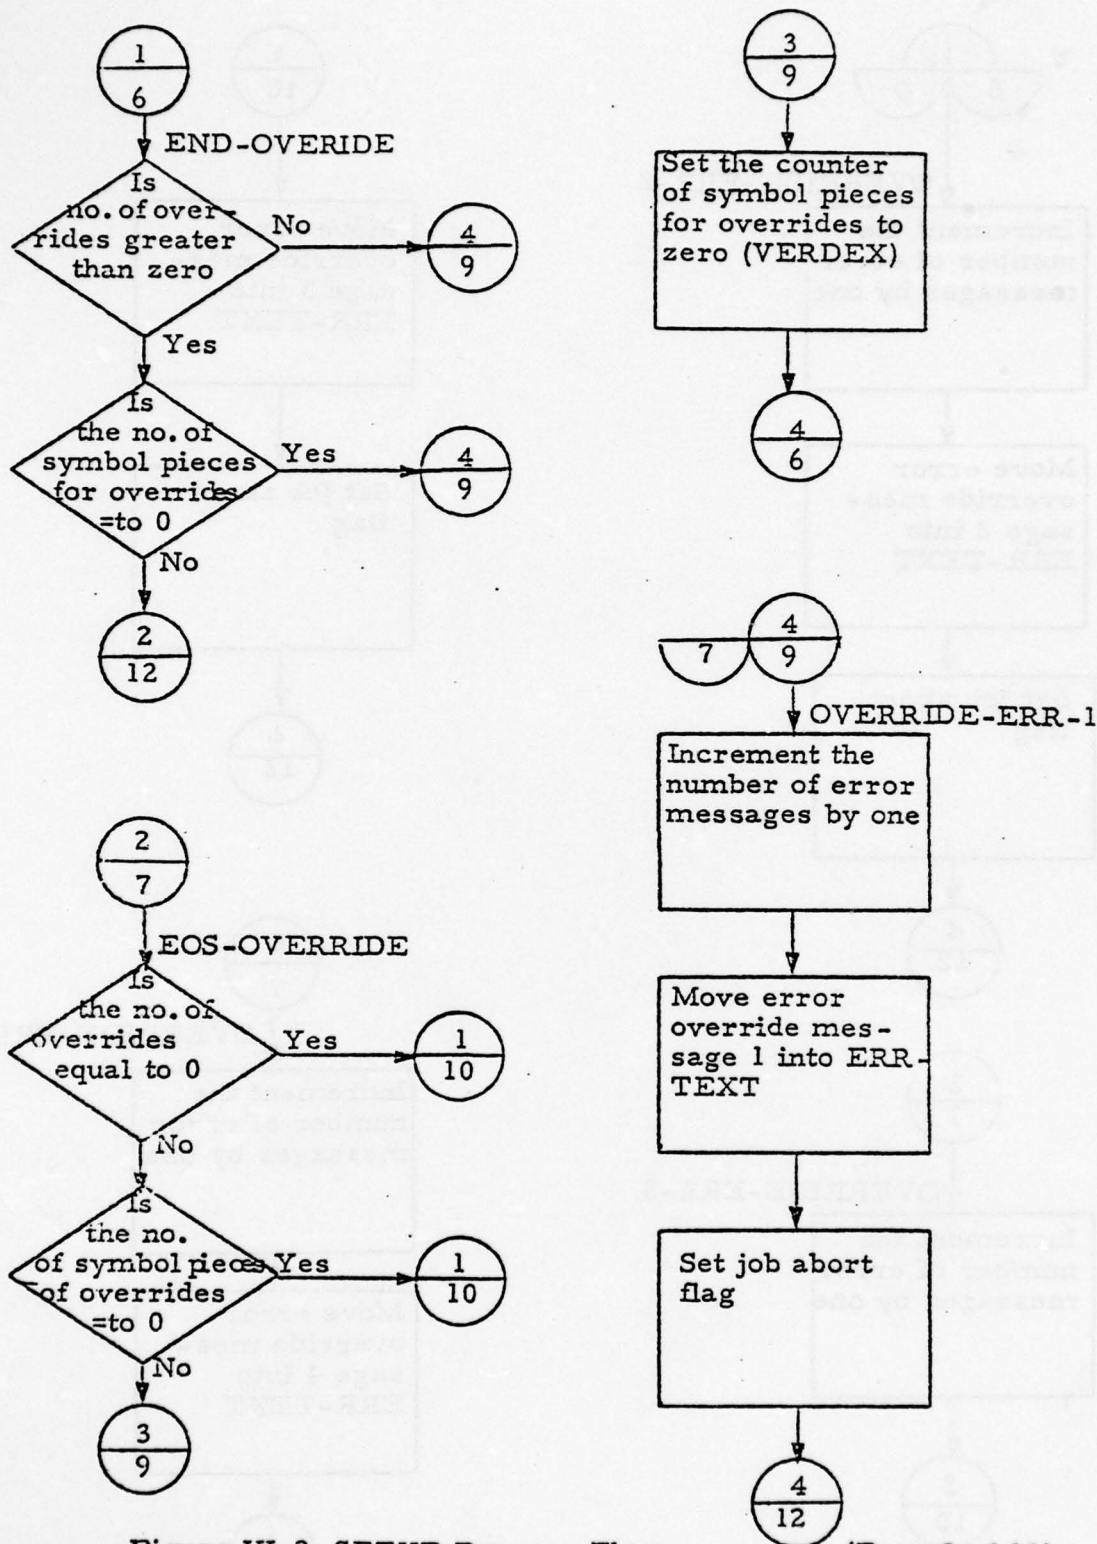 1
6
END-OVERIDE
Is
no. of over-
rides greater
than zero
No
4
9
Yes
Is
the no. of
symbol pieces
for overrides
=to 0
Yes
4
9
No
2
12
2
7
EOS-OVERRIDE
Is
the no. of
overrides
equal to 0
Yes
1
10
No
Is
the no.
of symbol pieces
of overrides
=to 0
Yes
1
10
No
3
9
3
9
Set the counter
of symbol pieces
for overrides to
zero (VERDEX)
4
6
7
4
9
OVERRIDE-ERR-1
Increment the
number of error
messages by one
Move error
override mes-
sage 1 into ERR-
TEXT
Set job abort
flag
4
12